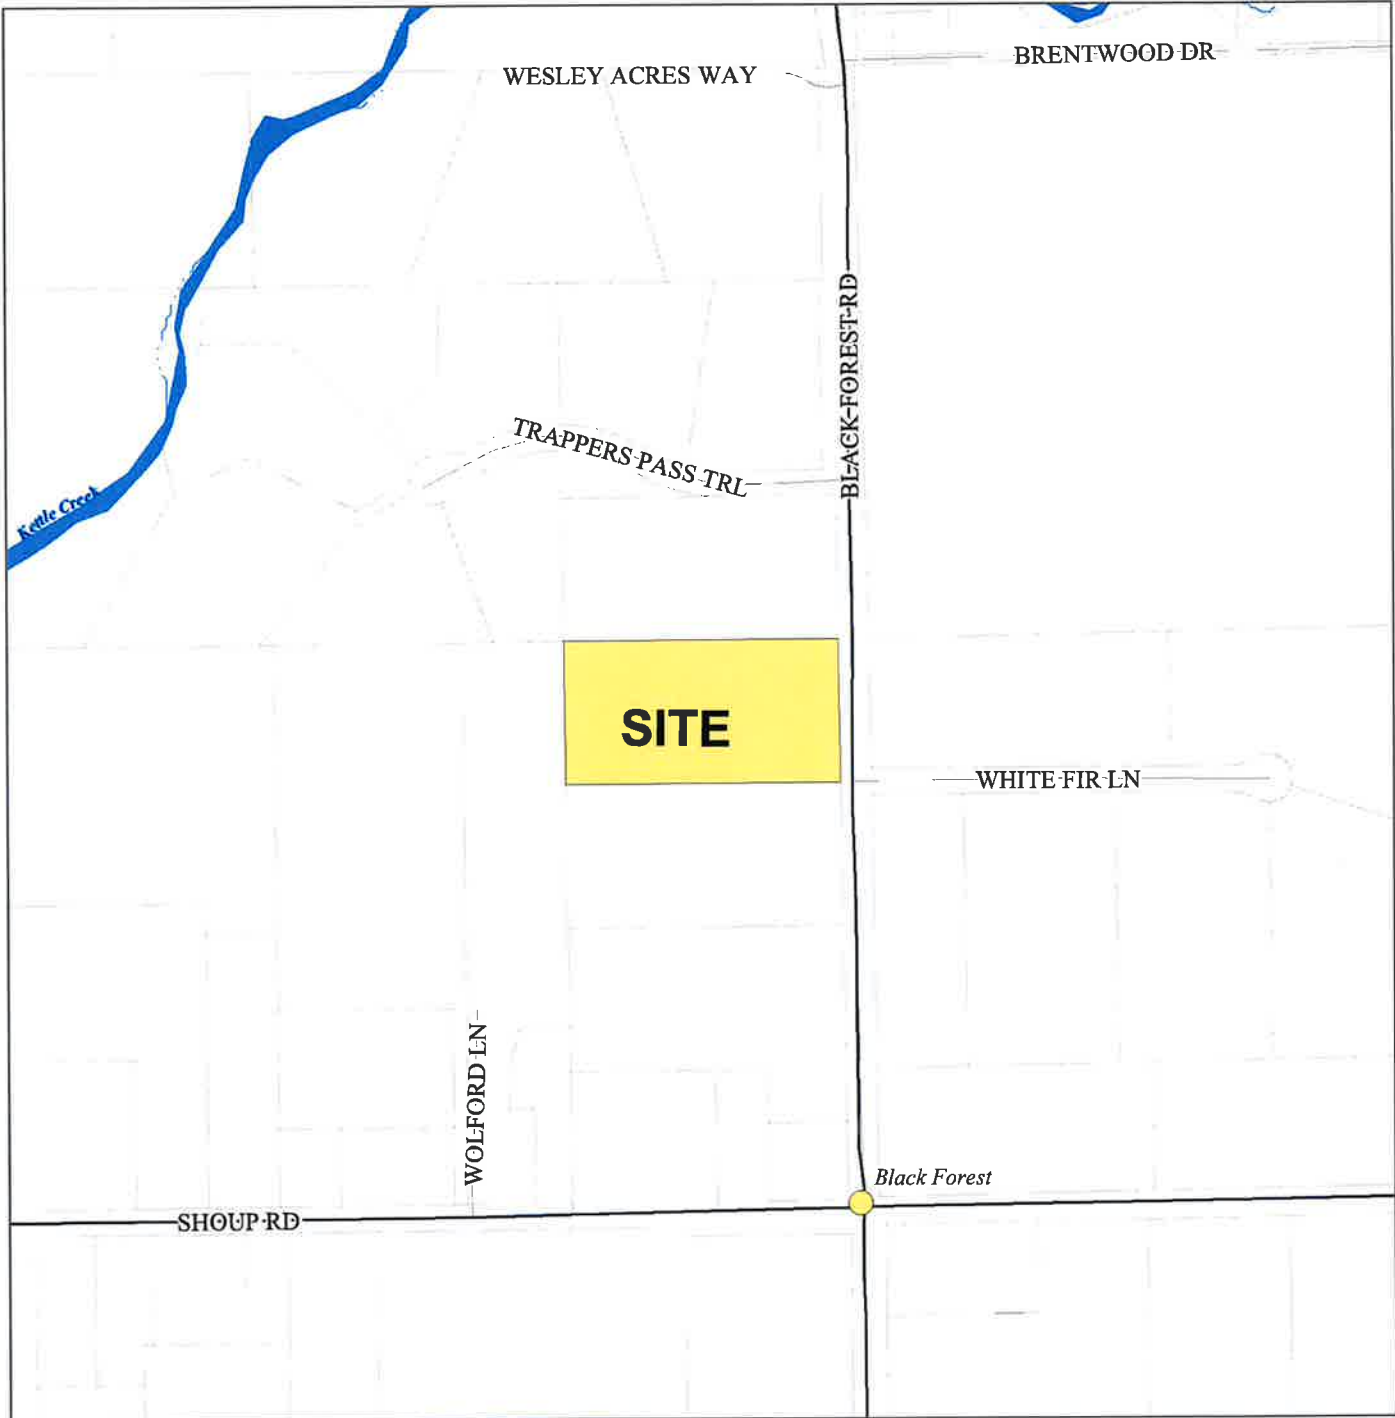 BRENTWOOD DR
WESLEY ACRES WAY
BLACK FOREST RD
TRAPPERS PASS TRL
Kettle Creek
SITE
WHITE FIR LN
WOLFORD LN
Black Forest
SHOUP RD